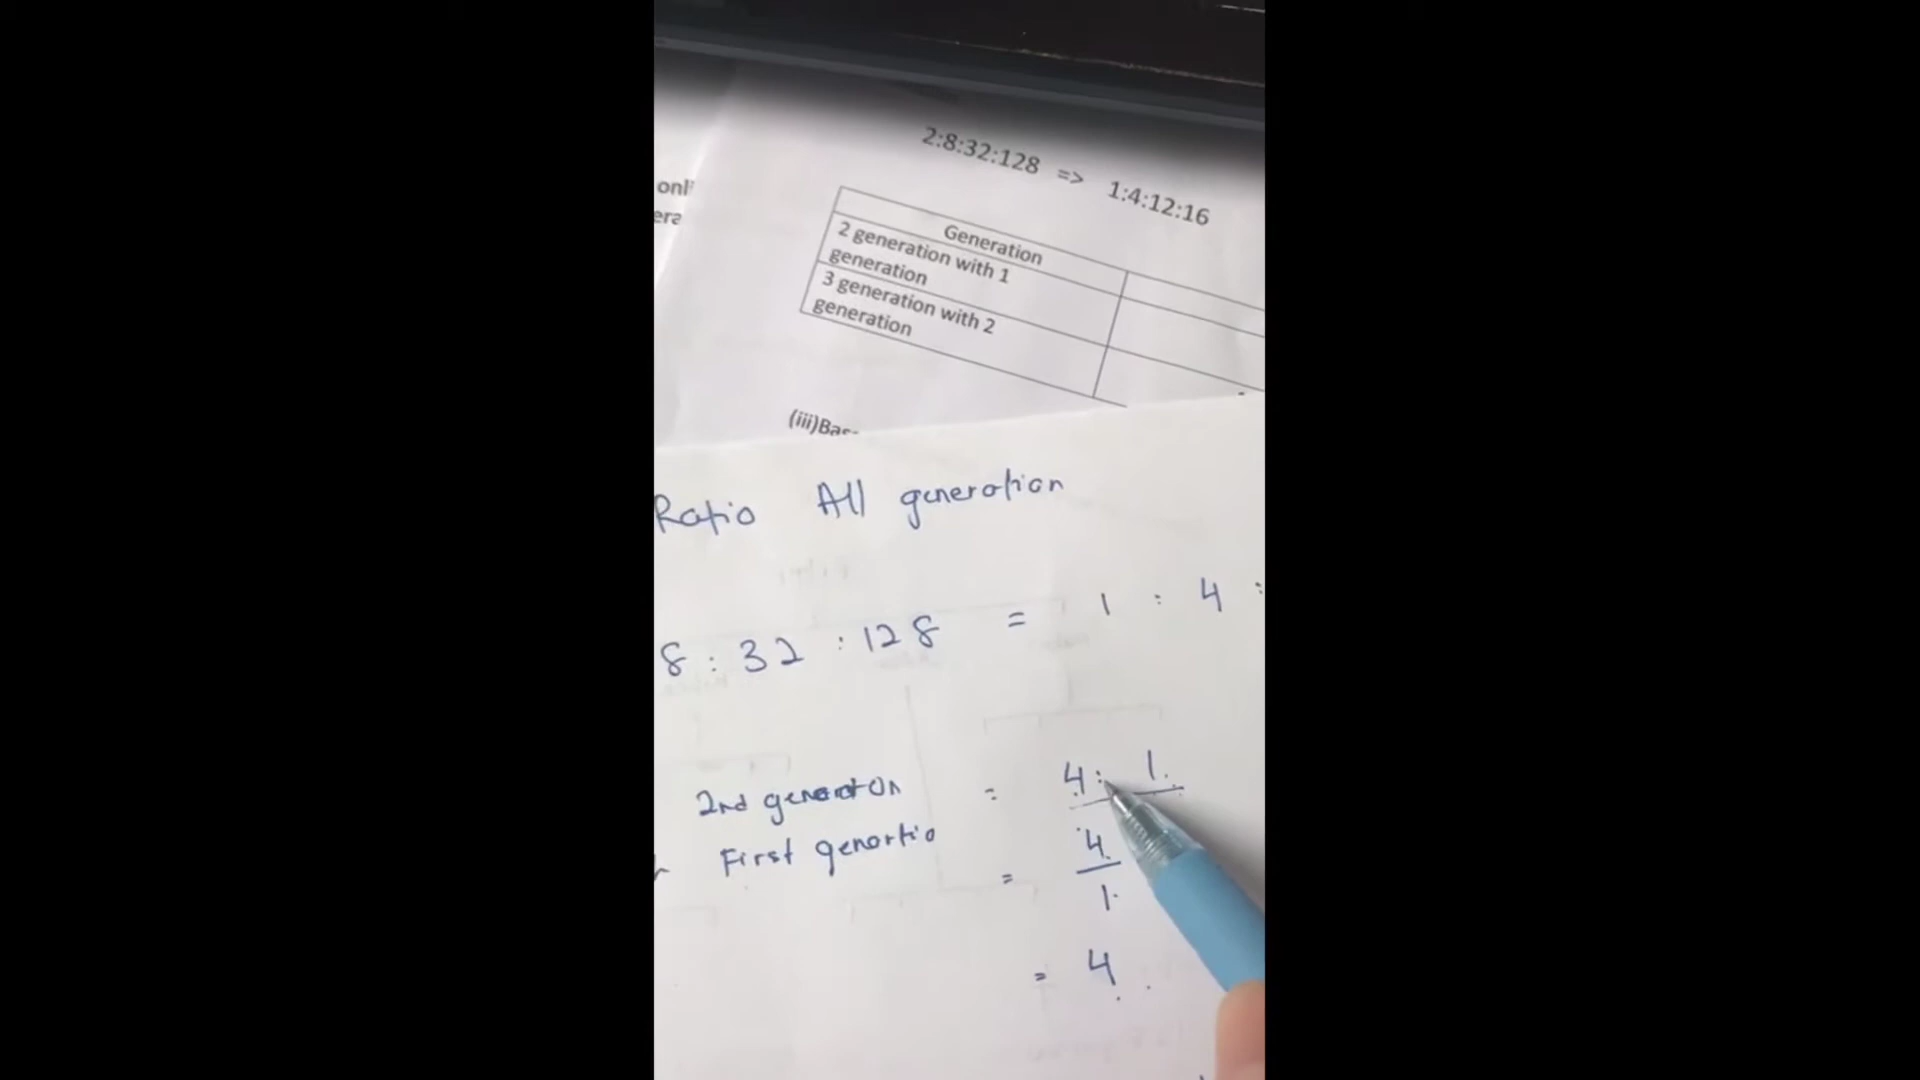 2:8:32:128 => 1:4:12:16
Generation
2 generation with 1
generation
3 generation with 2
generation
(iii)Bas
Ratio All generation
8 : 32 : 128 = 1 : 4 :
2nd generation = 4 : 1
First genortio
= 4
1
= 4